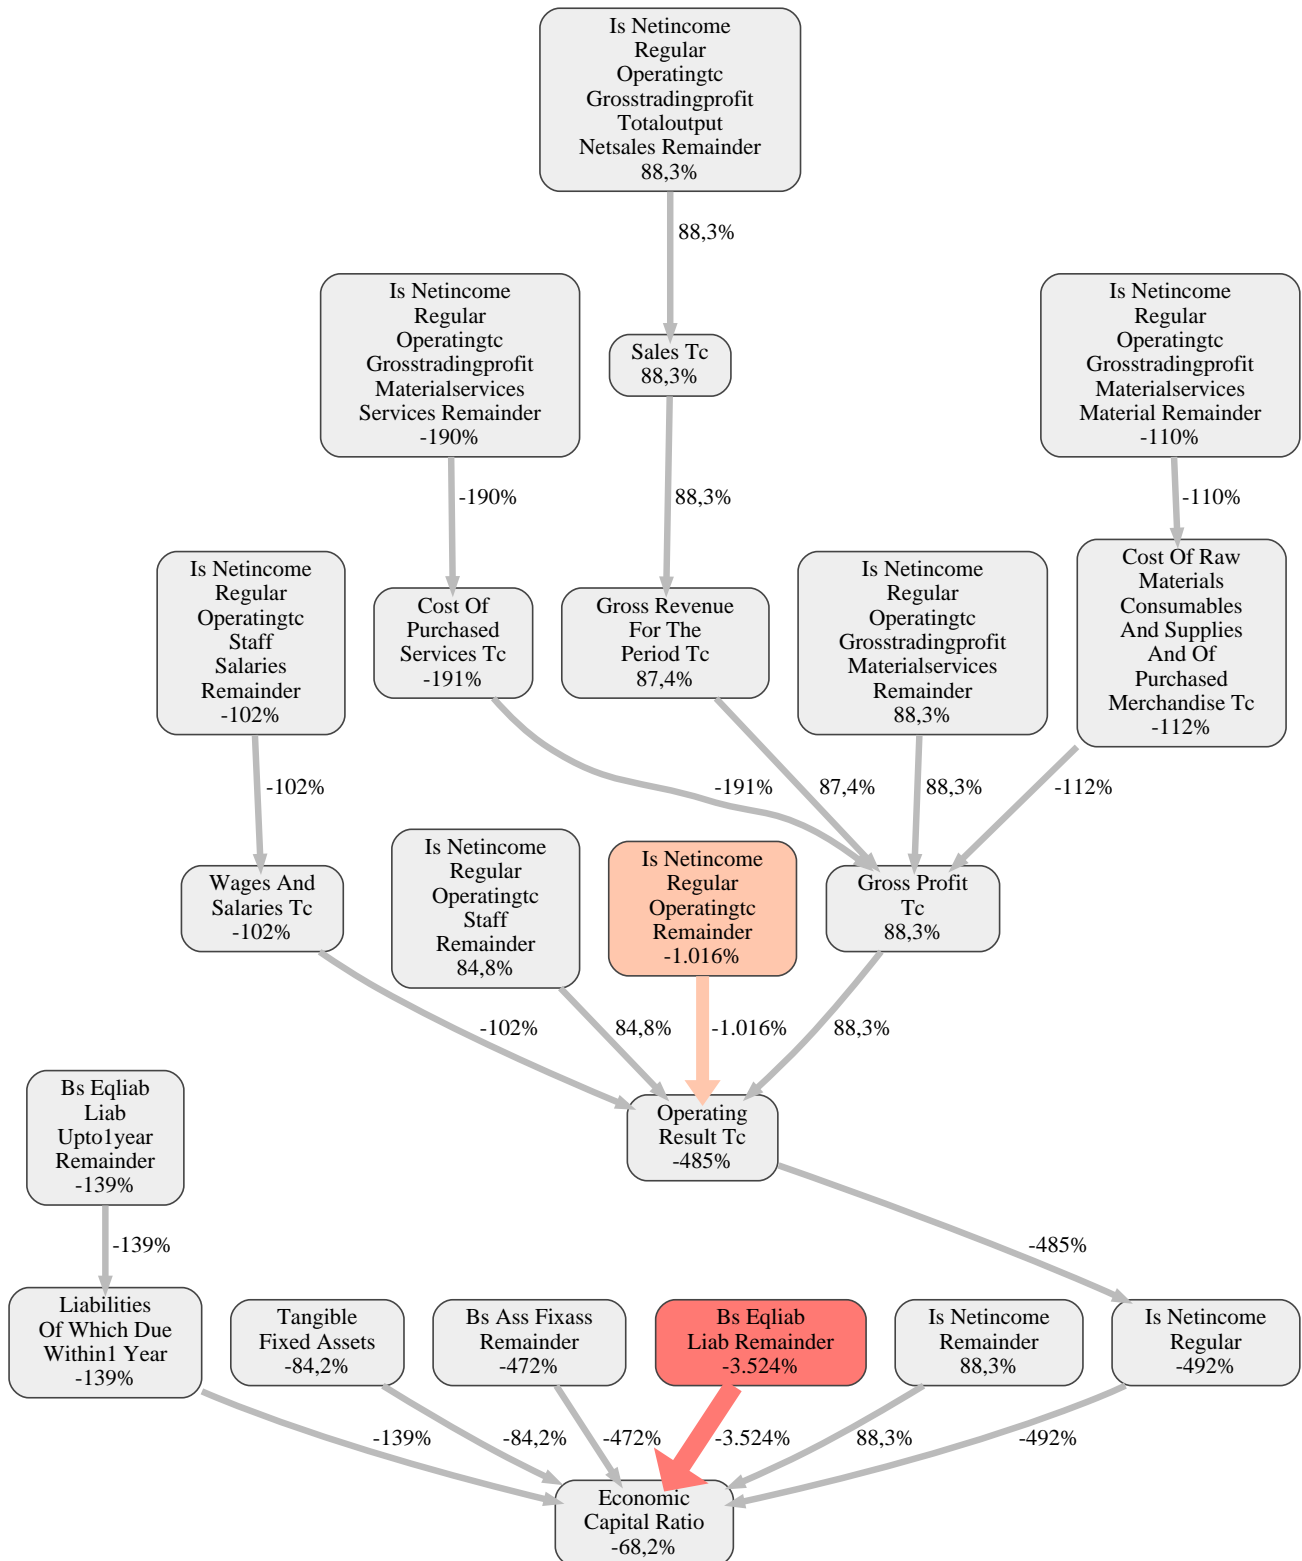 Is Netincome
Regular
Operatingtc
Grosstradingprofit
Totaloutput
Netsales Remainder
88,3%
88,3%
Is Netincome
Regular
Operatingtc
Grosstradingprofit
Materialservices
Services Remainder
-190%
Sales Tc
88,3%
Is Netincome
Regular
Operatingtc
Grosstradingprofit
Materialservices
Material Remainder
-110%
-190%
88,3%
-110%
Is Netincome
Regular
Operatingtc
Staff
Salaries
Remainder
-102%
Cost Of
Purchased
Services Tc
-191%
Gross Revenue
For The
Period Tc
87,4%
Is Netincome
Regular
Operatingtc
Grosstradingprofit
Materialservices
Remainder
88,3%
Cost Of Raw
Materials
Consumables
And Supplies
And Of
Purchased
Merchandise Tc
-112%
-102%
-191%
87,4%
88,3%
-112%
Wages And
Salaries Tc
-102%
Is Netincome
Regular
Operatingtc
Staff
Remainder
84,8%
Is Netincome
Regular
Operatingtc
Remainder
-1.016%
Gross Profit
Tc
88,3%
-102%
84,8%
-1.016%
88,3%
Bs Eqliab
Liab
Upto1year
Remainder
-139%
Operating
Result Tc
-485%
-139%
-485%
Liabilities
Of Which Due
Within1 Year
-139%
Tangible
Fixed Assets
-84,2%
Bs Ass Fixass
Remainder
-472%
Bs Eqliab
Liab Remainder
-3.524%
Is Netincome
Remainder
88,3%
Is Netincome
Regular
-492%
-139%
-84,2%
-472%
-3.524%
88,3%
-492%
Economic
Capital Ratio
-68,2%